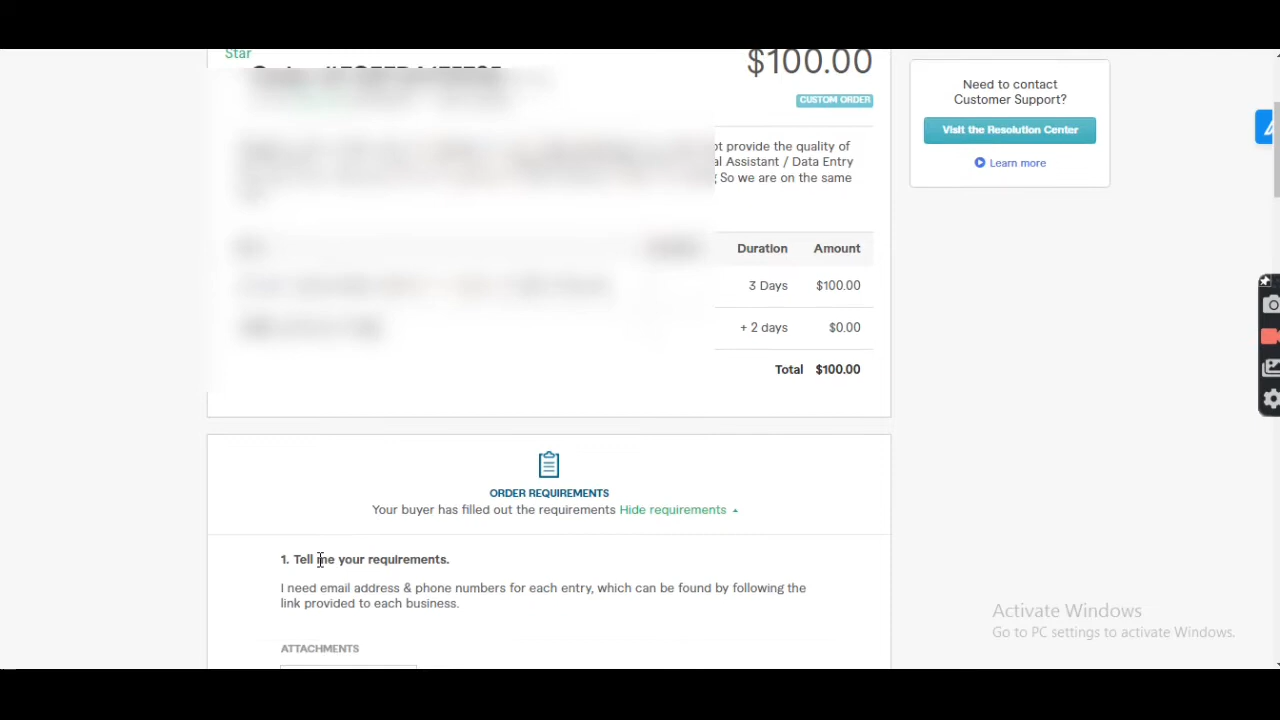 Star
$100.00
CUSTOM ORDER
ot provide the quality of
al Assistant / Data Entry
So we are on the same
Duration Amount
3 Days $100.00
+ 2 days $0.00
Total $100.00
Need to contact
Customer Support?
Visit the Resolution Center
Learn more
ORDER REQUIREMENTS
Your buyer has filled out the requirements Hide requirements
1. Tell me your requirements.
I need email address & phone numbers for each entry, which can be found by following the
link provided to each business.
ATTACHMENTS
Activate Windows
Go to PC settings to activate Windows.